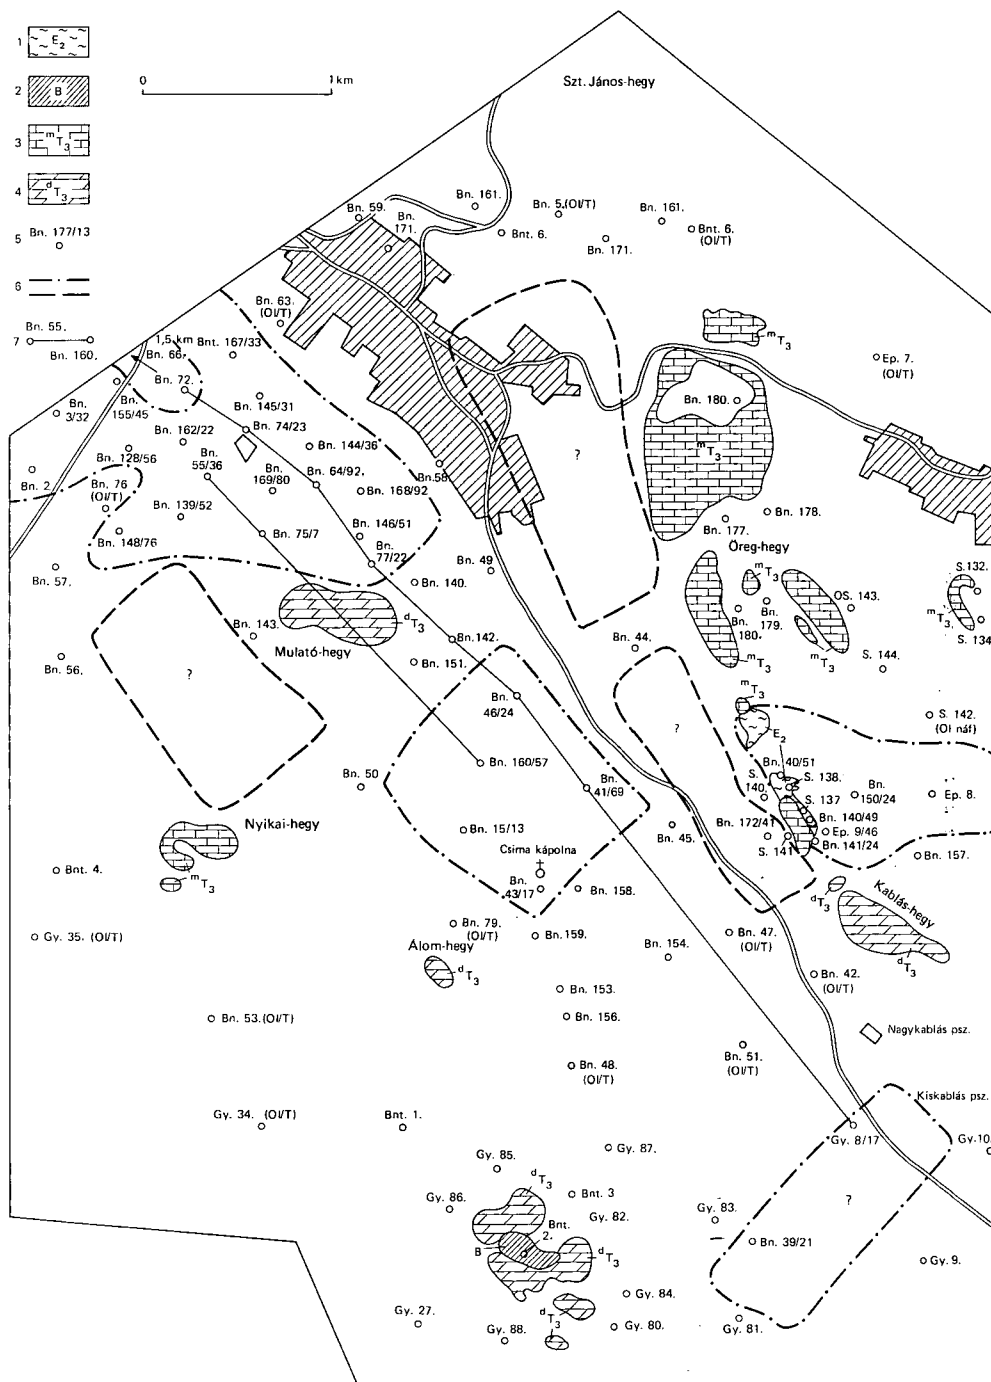 1 E2
2 B
3 mT3
4 dT3
5 Bn. 177/13
6
7 Bn. 55.
Bn. 160.
0 1 km
Szt. János-hegy
Bn. 59.
Bn. 161.
Bn. 171.
Bn. 5.(Ol/T)
Bnt. 6.
Bn. 161.
Bnt. 6. (Ol/T)
Bn. 171.
Bn. 63. (Ol/T)
1,5 km
Bnt. 167/33
Bn. 66.
Bn. 72.
mT3
Ep. 7. (Ol/T)
Bn. 3/32
Bn. 155/45
Bn. 145/31
Bn. 74/23
Bn. 180.
mT3
Bn. 162/22
Bn. 144/36
Bn. 128/56
Bn. 55/36
Bn. 169/80
Bn. 64/92.
Bn. 168/92
Bn. 58
?
Bn. 2.
Bn. 76 (Ol/T)
Bn. 139/52
Bn. 148/76
Bn. 75/7
Bn. 146/51
Bn. 77/22
Bn. 177.
Bn. 178.
Öreg-hegy
Bn. 57.
Bn. 49
Bn. 140.
mT3
S. 132.
OS. 143.
Bn. 180.
Bn. 179.
mT3
S. 134
Bn. 143.
dT3
Mulató-hegy
Bn. 142.
Bn. 44.
mT3
mT3
S. 144.
Bn. 56.
?
Bn. 151.
Bn. 46/24
mT3
?
E2
S. 142. (Ol náf)
Bn. 50
Bn. 160/57
Bn. 41/69
Bn. 40/51
S. 140.
S. 138.
S. 137
Bn. 150/24
Ep. 8.
Nyikai-hegy
Bn. 15/13
Bn. 45.
Bn. 172/41
Bn. 140/49
Ep. 9/46
S. 141
Bn. 141/24
Bn. 157.
Csirna kápolna
Bnt. 4.
mT3
Bn. 43/17
Bn. 158.
dT3
Kablás-hegy
Gy. 35. (Ol/T)
Bn. 79. (Ol/T)
Bn. 159.
Bn. 47. (Ol/T)
Álom-hegy
dT3
Bn. 154.
dT3
Bn. 42. (Ol/T)
Bn. 153.
Bn. 53.(Ol/T)
Bn. 156.
Nagykablás psz.
Bn. 48. (Ol/T)
Bn. 51. (Ol/T)
Kiskablás psz.
Gy. 34. (Ol/T)
Bnt. 1.
Gy. 8/17
Gy. 10.
Gy. 85.
Gy. 87.
dT3
Gy. 86.
Bnt. 3
Gy. 82.
Gy. 83.
?
Bnt. 2.
B
dT3
Bn. 39/21
Gy. 9.
Gy. 84.
Gy. 27.
dT3
Gy. 88.
Gy. 80.
Gy. 81.